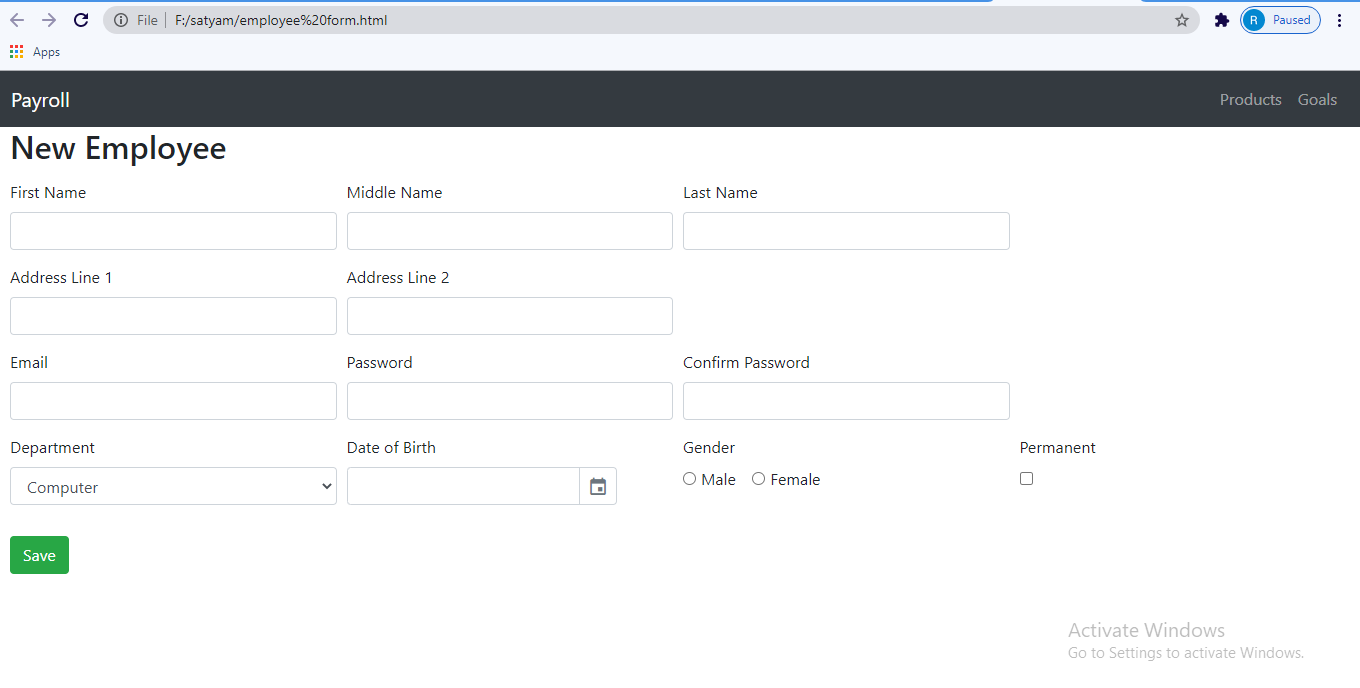 File F:/satyam/employee%20form.html R Paused
Apps
Payroll Products Goals
New Employee
First Name Middle Name Last Name
Address Line 1 Address Line 2
Email Password Confirm Password
Department Date of Birth Gender Permanent
Computer Male Female
Save
Activate Windows
Go to Settings to activate Windows.